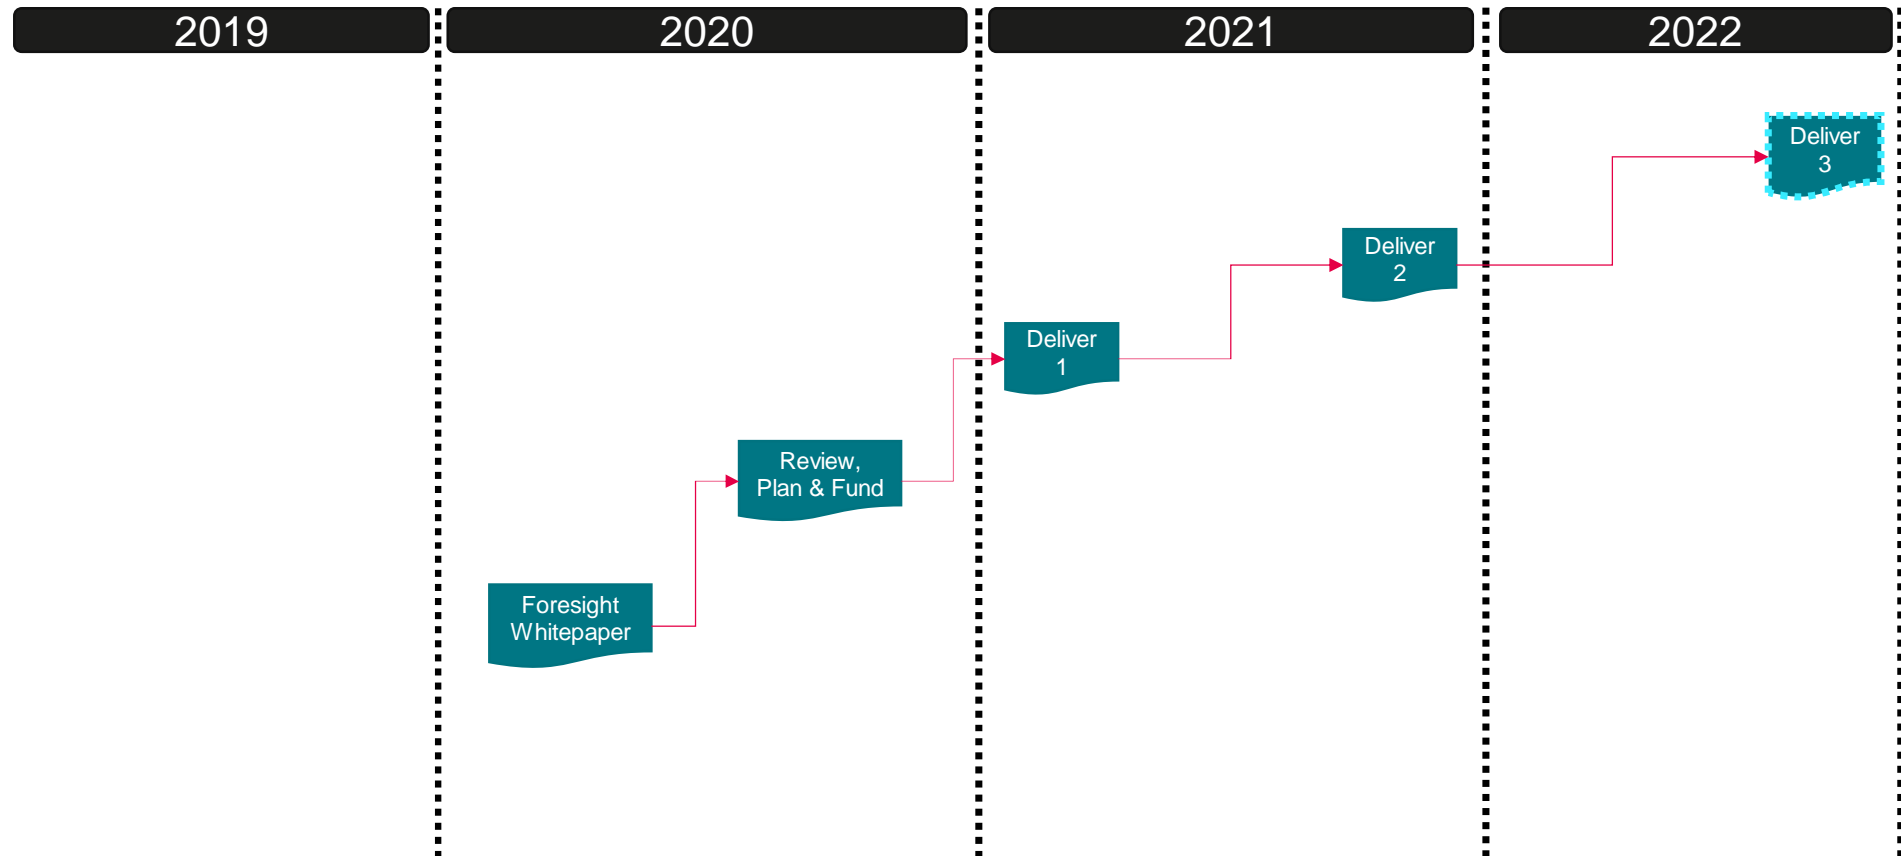 2019
2020
2021
2022
Deliver
3
Deliver
2
Deliver
1
Review,
Plan & Fund
Foresight
Whitepaper